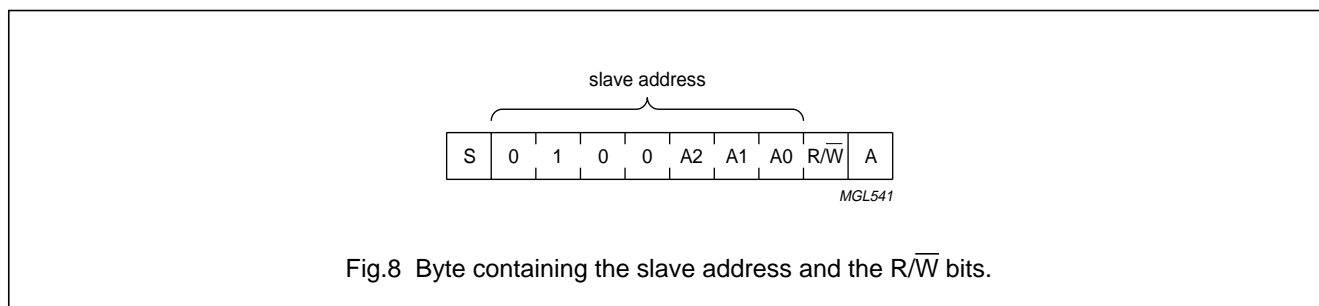 slave address
S 0 1 0 0 A2 A1 A0 R/W̅ A
MGL541
Fig.8 Byte containing the slave address and the R/W̅ bits.